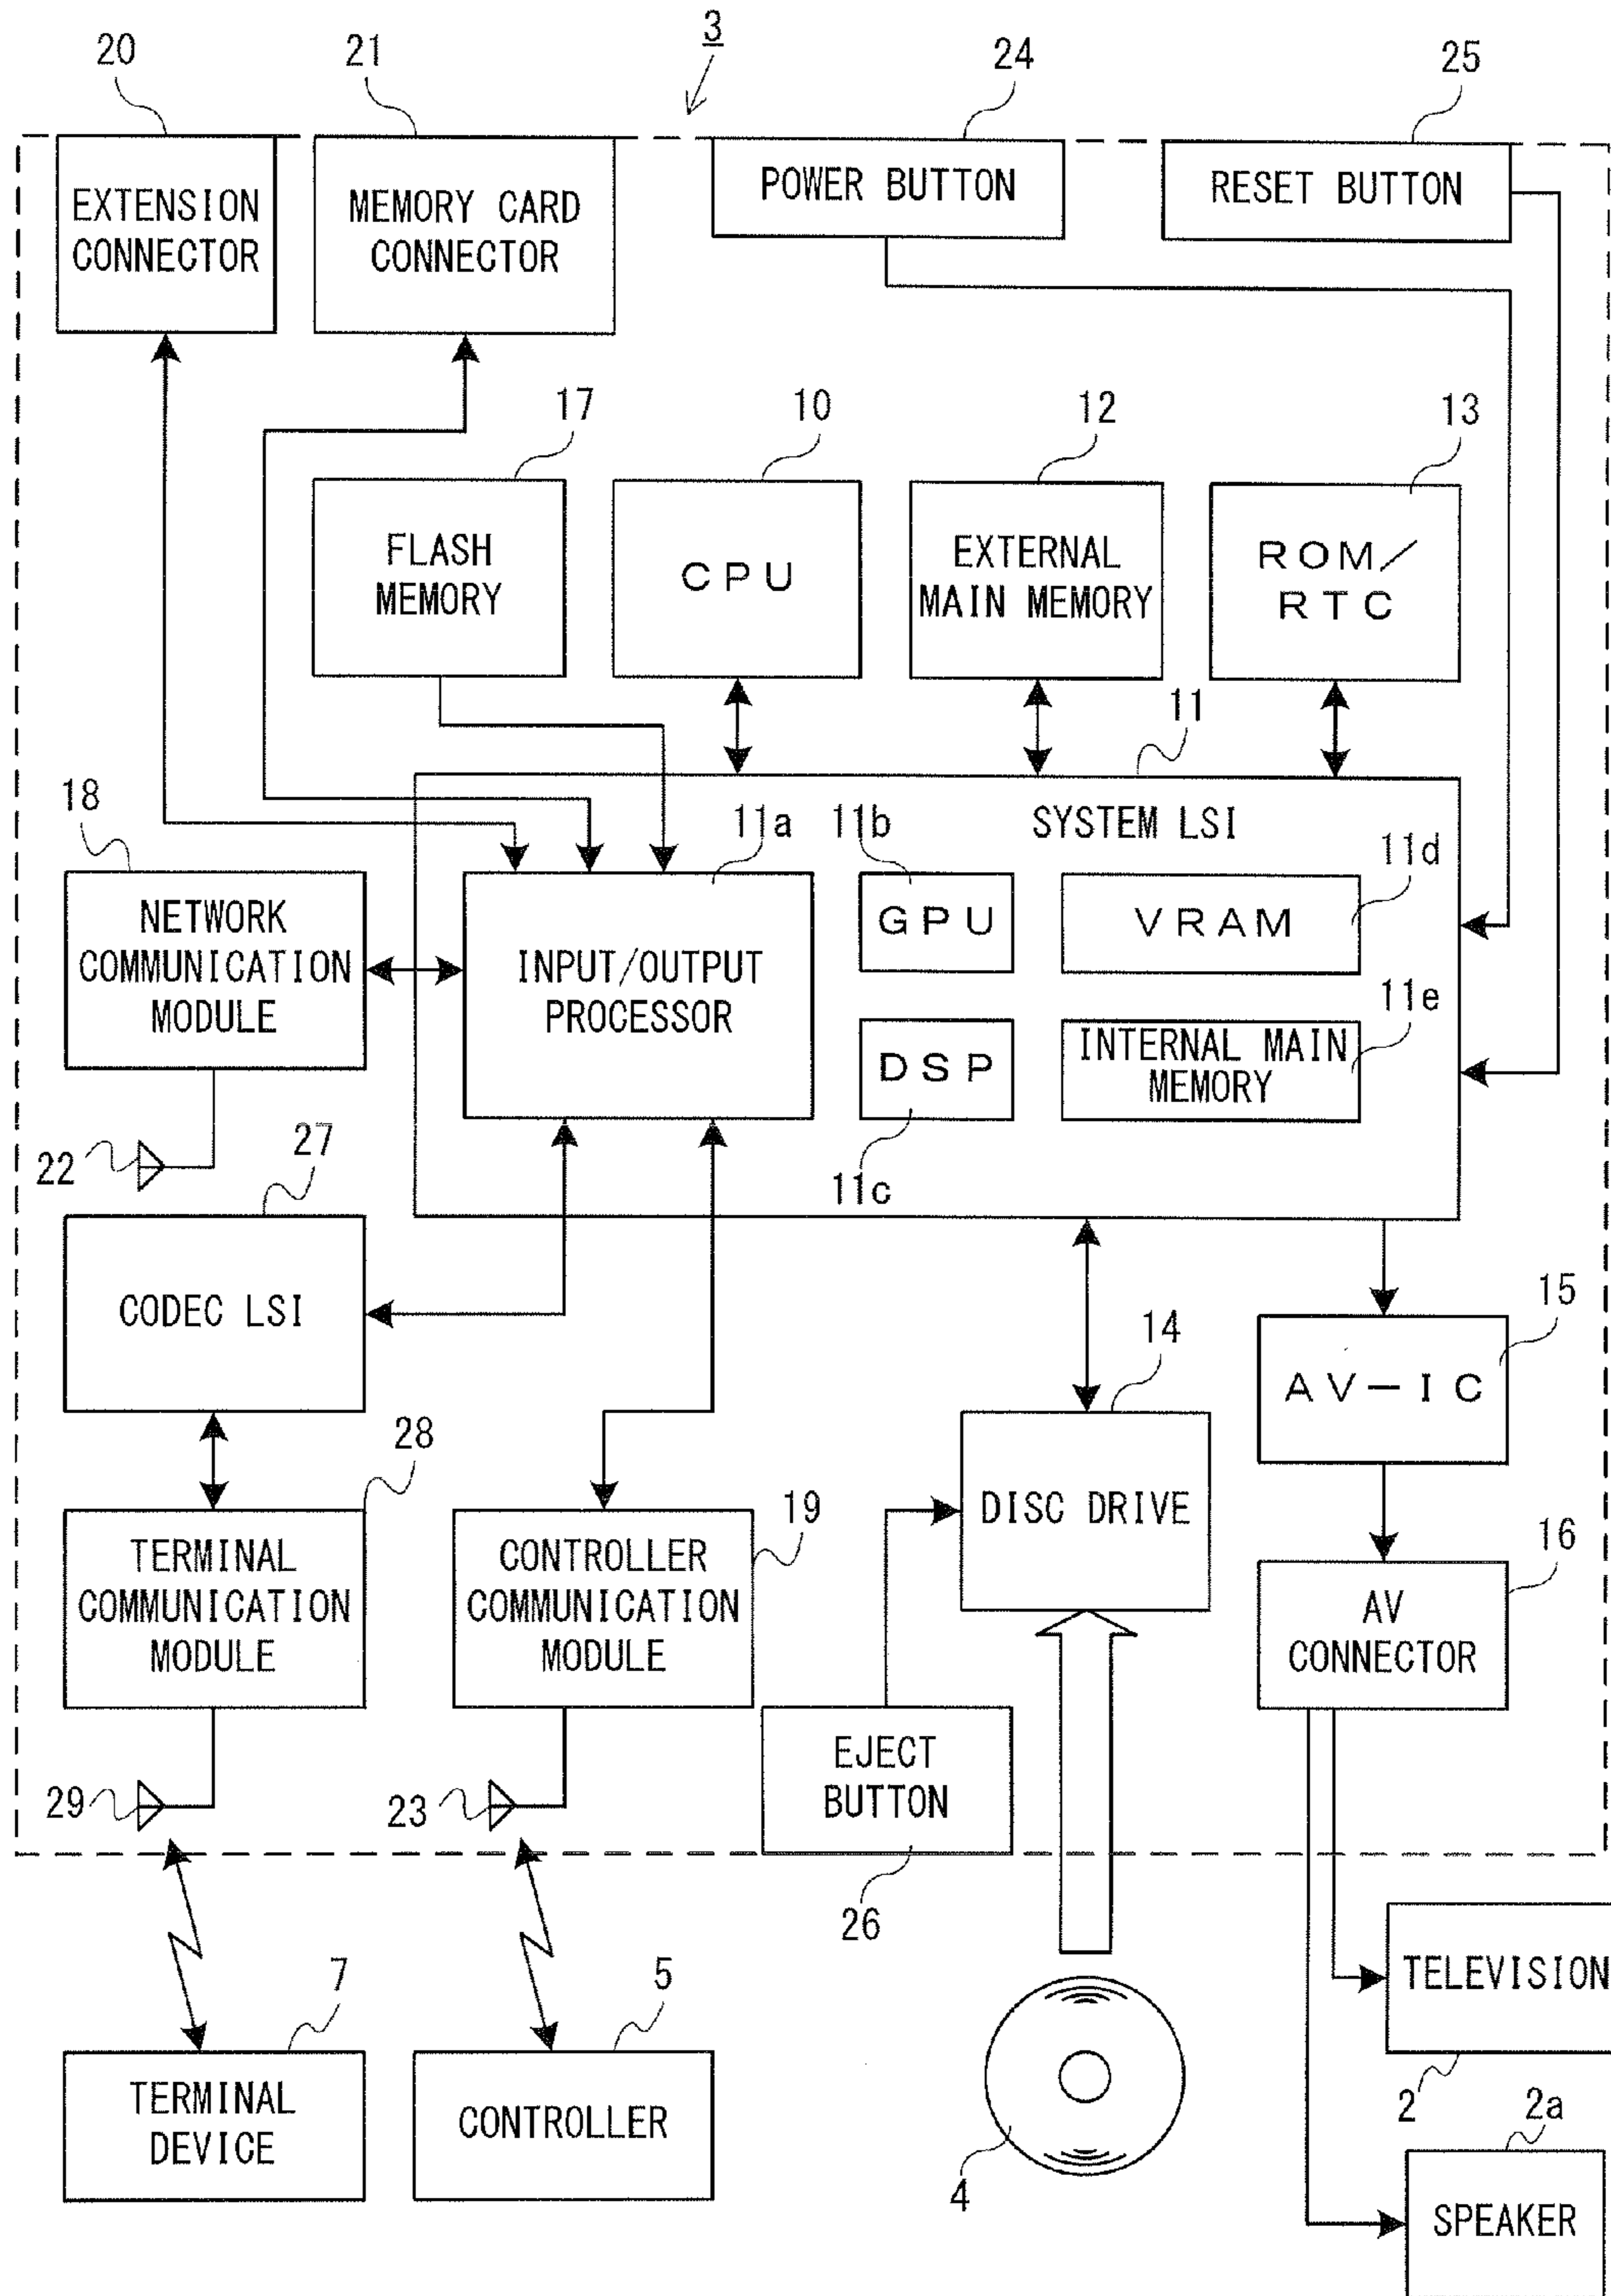 3
20
21
24
25
EXTENSION
CONNECTOR
MEMORY CARD
CONNECTOR
POWER BUTTON
RESET BUTTON
17
10
12
13
FLASH
MEMORY
CPU
EXTERNAL
MAIN MEMORY
ROM/
RTC
11
SYSTEM LSI
18
11a
11b
11d
NETWORK
COMMUNICATION
MODULE
INPUT/OUTPUT
PROCESSOR
GPU
VRAM
11e
DSP
INTERNAL MAIN
MEMORY
22
27
11c
CODEC LSI
14
15
AV-IC
28
DISC DRIVE
19
16
TERMINAL
COMMUNICATION
MODULE
CONTROLLER
COMMUNICATION
MODULE
AV
CONNECTOR
29
23
EJECT
BUTTON
26
7
5
TELEVISION
2
TERMINAL
DEVICE
CONTROLLER
4
2a
SPEAKER